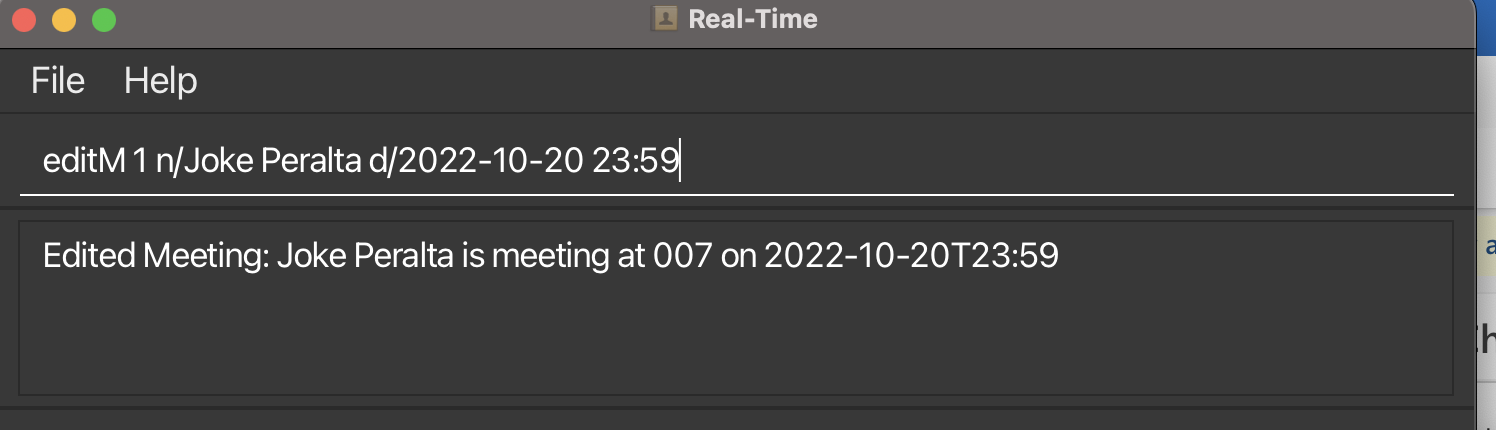 Real-Time
File Help
editM 1 n/Joke Peralta d/2022-10-20 23:59
Edited Meeting: Joke Peralta is meeting at 007 on 2022-10-20T23:59
a